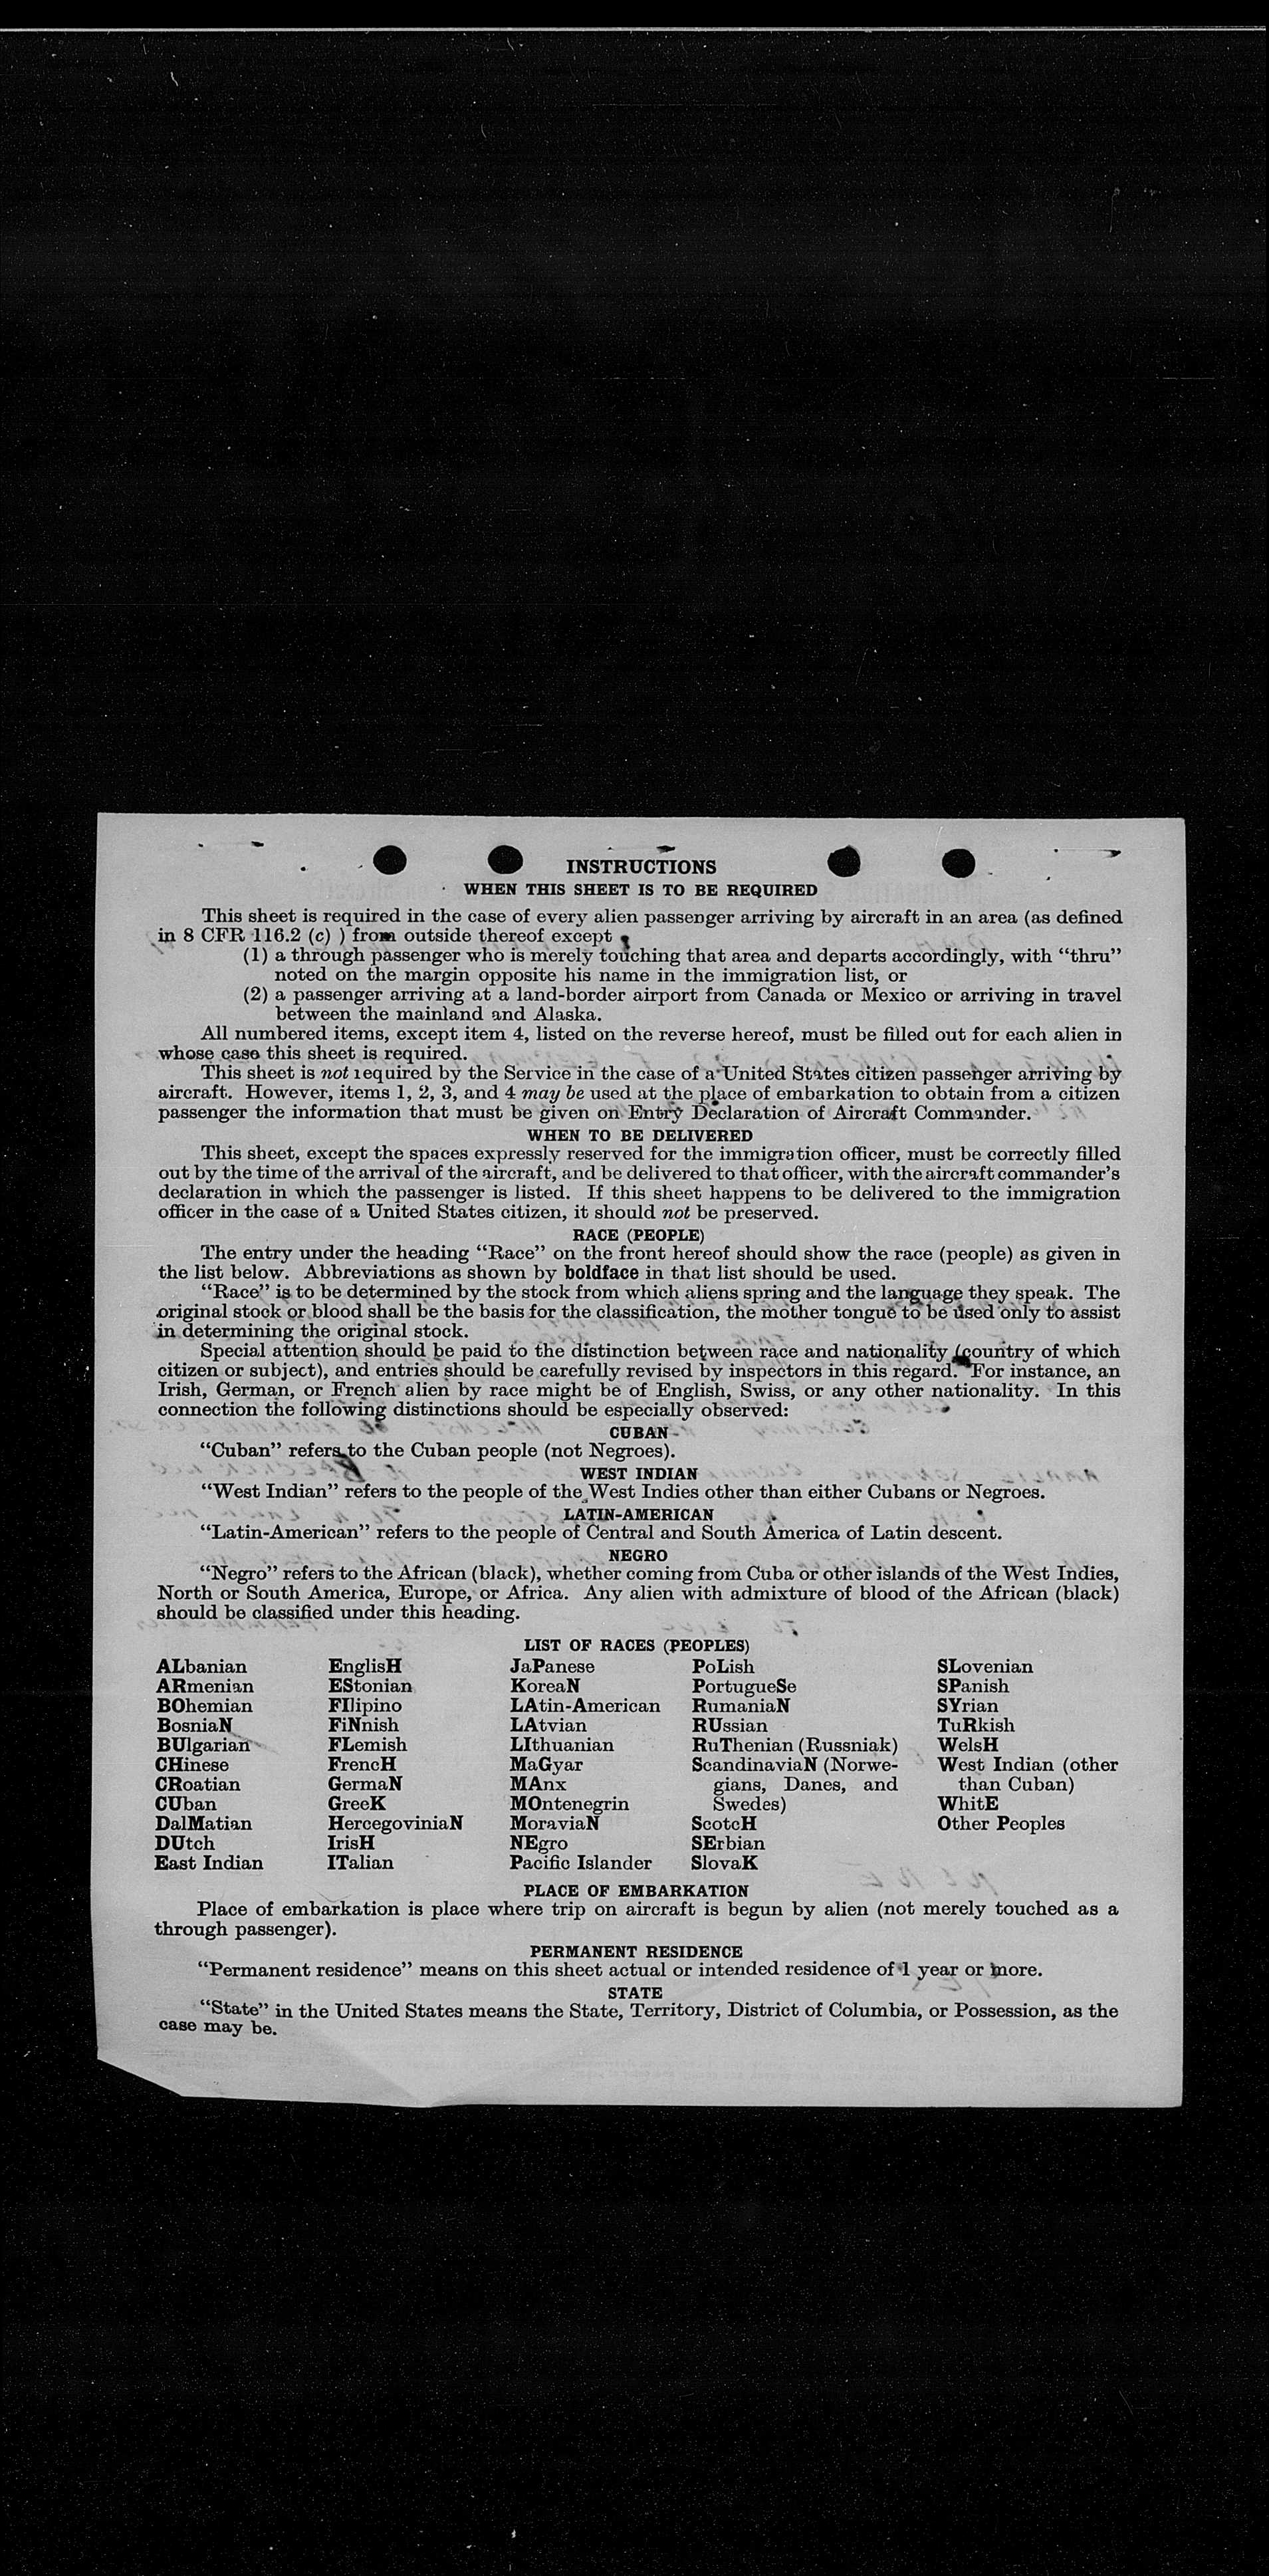 INSTRUCTIONS
WHEN THIS SHEET IS TO BE REQUIRED
This sheet is required in the case of every alien passenger arriving by aircraft in an area (as defined
in 8 CFR 116.2 (c) ) from outside thereof except
(1) a through passenger who is merely touching that area and departs accordingly, with “thru”
noted on the margin opposite his name in the immigration list, or
(2) a passenger arriving at a land-border airport from Canada or Mexico or arriving in travel
between the mainland and Alaska.
All numbered items, except item 4, listed on the reverse hereof, must be filled out for each alien in
whose case this sheet is required.
This sheet is not required by the Service in the case of a United States citizen passenger arriving by
aircraft. However, items 1, 2, 3, and 4 may be used at the place of embarkation to obtain from a citizen
passenger the information that must be given on Entry Declaration of Aircraft Commander.
WHEN TO BE DELIVERED
This sheet, except the spaces expressly reserved for the immigration officer, must be correctly filled
out by the time of the arrival of the aircraft, and be delivered to that officer, with the aircraft commander’s
declaration in which the passenger is listed. If this sheet happens to be delivered to the immigration
officer in the case of a United States citizen, it should not be preserved.
RACE (PEOPLE)
The entry under the heading “Race” on the front hereof should show the race (people) as given in
the list below. Abbreviations as shown by boldface in that list should be used.
“Race” is to be determined by the stock from which aliens spring and the language they speak. The
original stock or blood shall be the basis for the classification, the mother tongue to be used only to assist
in determining the original stock.
Special attention should be paid to the distinction between race and nationality (country of which
citizen or subject), and entries should be carefully revised by inspectors in this regard. For instance, an
Irish, German, or French alien by race might be of English, Swiss, or any other nationality. In this
connection the following distinctions should be especially observed:
CUBAN
“Cuban” refers to the Cuban people (not Negroes).
WEST INDIAN
“West Indian” refers to the people of the West Indies other than either Cubans or Negroes.
LATIN-AMERICAN
“Latin-American” refers to the people of Central and South America of Latin descent.
NEGRO
“Negro” refers to the African (black), whether coming from Cuba or other islands of the West Indies,
North or South America, Europe, or Africa. Any alien with admixture of blood of the African (black)
should be classified under this heading.
LIST OF RACES (PEOPLES)
ALbanian EnglisH JaPanese PoLish SLovenian
ARmenian EStonian KoreaN PortugueSe SPanish
BOhemian FIlipino LAtin-American RumaniaN SYrian
BosniaN FiNnish LAtvian RUssian TuRkish
BUlgarian FLemish LIthuanian RuThenian (Russniak) WelsH
CHinese FrencH MaGyar ScandinaviaN (Norwe- West Indian (other
CRoatian GermaN MAnx gians, Danes, and than Cuban)
CUban GreeK MOntenegrin Swedes) WhitE
DalMatian HercegoviniaN MoraviaN ScotcH Other Peoples
DUtch IrisH NEgro SErbian
East Indian ITalian Pacific Islander SlovaK
PLACE OF EMBARKATION
Place of embarkation is place where trip on aircraft is begun by alien (not merely touched as a
through passenger).
PERMANENT RESIDENCE
“Permanent residence” means on this sheet actual or intended residence of 1 year or more.
STATE
“State” in the United States means the State, Territory, District of Columbia, or Possession, as the
case may be.